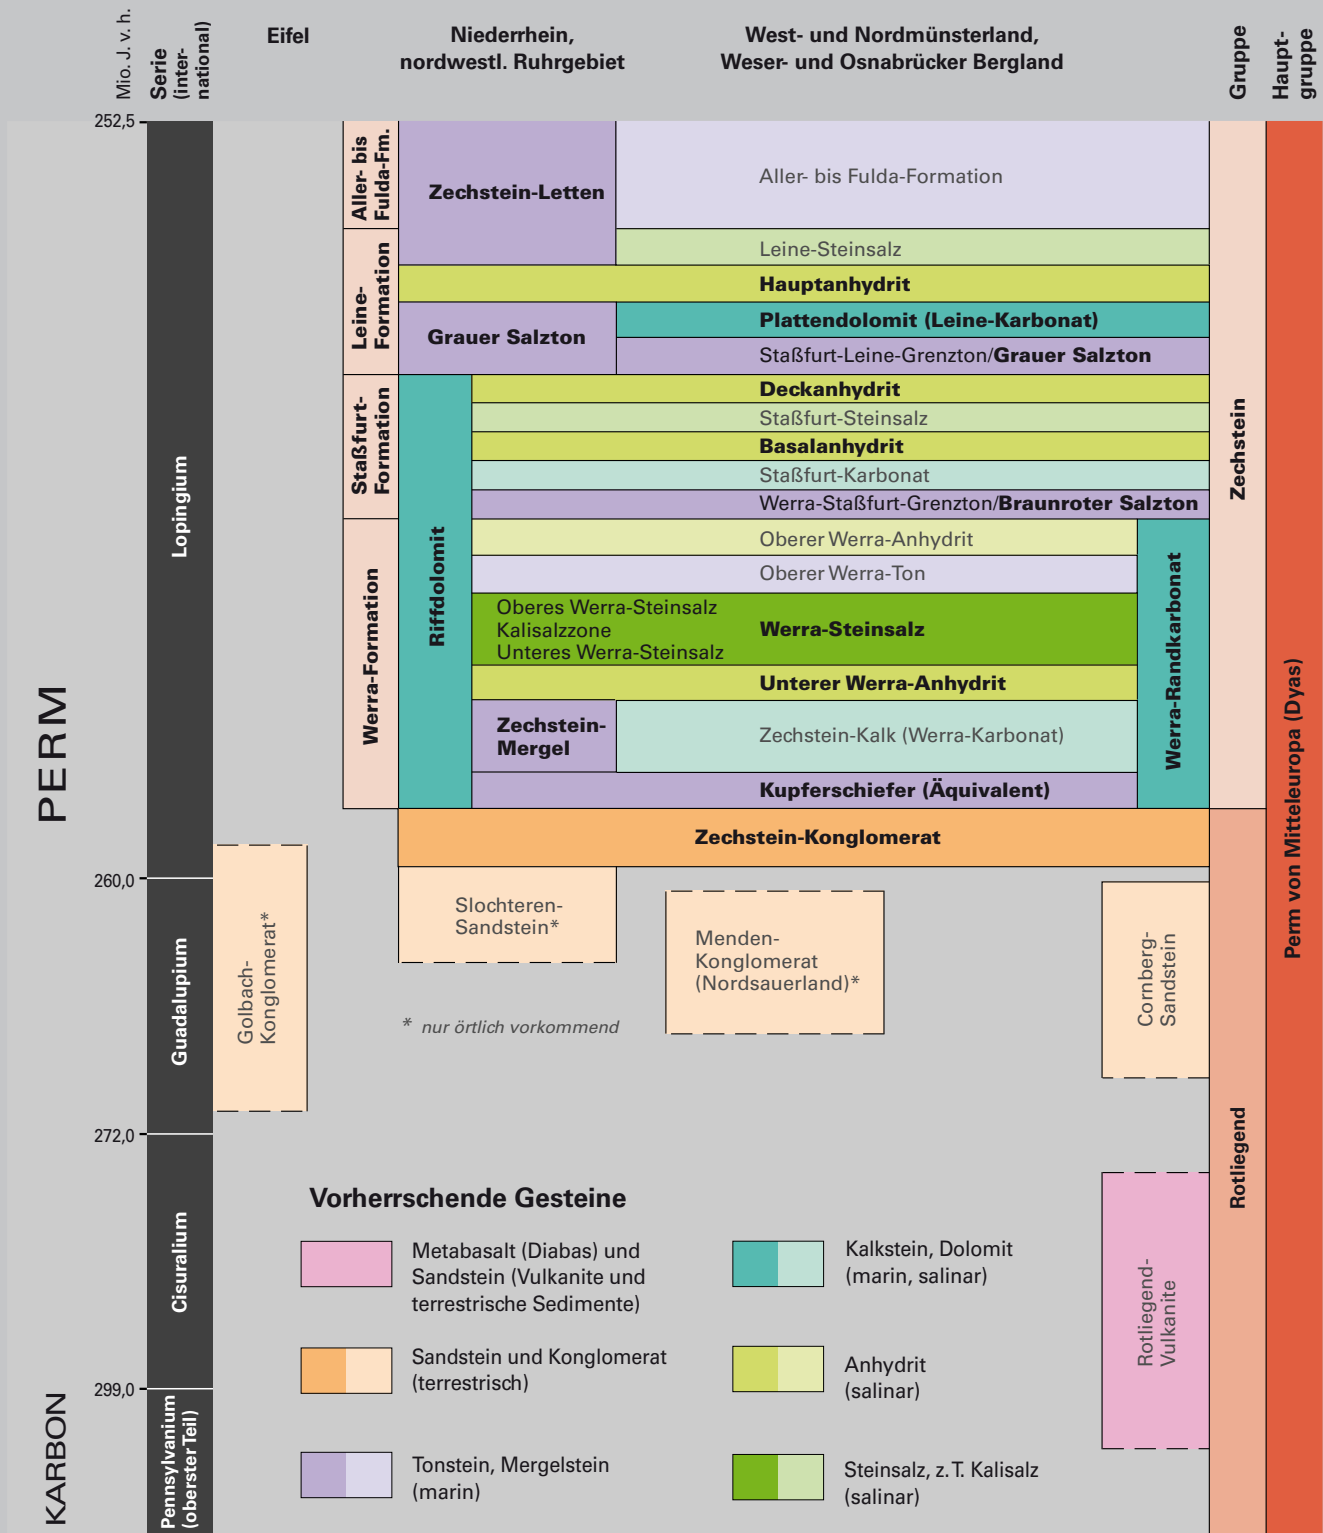 Mio. J. v. h.
Serie
(inter-
national)
Eifel
Niederrhein,
nordwestl. Ruhrgebiet
West- und Nordmünsterland,
Weser- und Osnabrücker Bergland
Gruppe
Haupt-
gruppe
252,5
260,0
272,0
299,0
PERM
KARBON
Lopingium
Guadalupium
Cisuralium
Pennsylvanium
(oberster Teil)
Golbach-
Konglomerat*
Aller- bis
Fulda-Fm.
Leine-
Formation
Staßfurt-
Formation
Werra-Formation
Zechstein-Letten
Aller- bis Fulda-Formation
Leine-Steinsalz
Hauptanhydrit
Grauer Salzton
Plattendolomit (Leine-Karbonat)
Staßfurt-Leine-Grenzton/Grauer Salzton
Riffdolomit
Deckanhydrit
Staßfurt-Steinsalz
Basalanhydrit
Staßfurt-Karbonat
Werra-Staßfurt-Grenzton/Braunroter Salzton
Oberer Werra-Anhydrit
Oberer Werra-Ton
Oberes Werra-Steinsalz
Kalisalzzone
Unteres Werra-Steinsalz
Werra-Steinsalz
Unterer Werra-Anhydrit
Zechstein-
Mergel
Zechstein-Kalk (Werra-Karbonat)
Kupferschiefer (Äquivalent)
Werra-Randkarbonat
Zechstein-Konglomerat
Slochteren-
Sandstein*
Menden-
Konglomerat
(Nordsauerland)*
Cornberg-
Sandstein
* nur örtlich vorkommend
Rotliegend-
Vulkanite
Zechstein
Rotliegend
Perm von Mitteleuropa (Dyas)
Vorherrschende Gesteine
Metabasalt (Diabas) und
Sandstein (Vulkanite und
terrestrische Sedimente)
Sandstein und Konglomerat
(terrestrisch)
Tonstein, Mergelstein
(marin)
Kalkstein, Dolomit
(marin, salinar)
Anhydrit
(salinar)
Steinsalz, z. T. Kalisalz
(salinar)